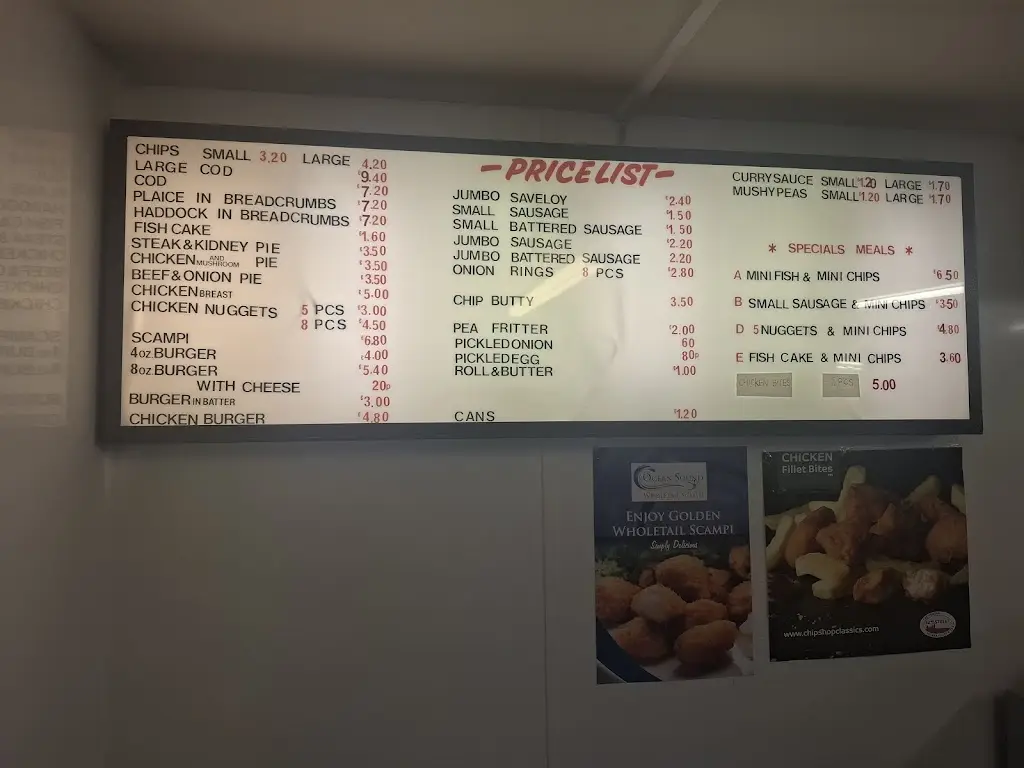 CHIPS SMALL 3.20 LARGE 4.20
LARGE COD 9.40
COD £7.20
PLAICE IN BREADCRUMBS £7.20
HADDOCK IN BREADCRUMBS £7.20
FISH CAKE £1.60
STEAK & KIDNEY PIE £3.50
CHICKEN AND MUSHROOM PIE £3.50
BEEF & ONION PIE £3.50
CHICKEN BREAST £5.00
CHICKEN NUGGETS 5 PCS £3.00
8 PCS £4.50
SCAMPI £6.80
4oz. BURGER £4.00
8oz. BURGER £5.40
WITH CHEESE 20p
BURGER IN BATTER £3.00
CHICKEN BURGER £4.80
- PRICE LIST -
JUMBO SAVELOY £2.40
SMALL SAUSAGE £1.50
SMALL BATTERED SAUSAGE £1.50
JUMBO SAUSAGE £2.20
JUMBO BATTERED SAUSAGE 2.20
ONION RINGS 8 PCS £2.80
CHIP BUTTY 3.50
PEA FRITTER £2.00
PICKLED ONION 60
PICKLED EGG 80p
ROLL & BUTTER £1.00
CANS £1.20
CURRY SAUCE SMALL £1.20 LARGE £1.70
MUSHY PEAS SMALL £1.20 LARGE £1.70
* SPECIALS MEALS *
A MINI FISH & MINI CHIPS £6.50
B SMALL SAUSAGE & MINI CHIPS £3.50
D 5 NUGGETS & MINI CHIPS £4.80
E FISH CAKE & MINI CHIPS 3.60
CHICKEN BITES PCS 5.00
ENJOY GOLDEN
WHOLETAIL SCAMPI
Simply Delicious
CHICKEN
Fillet Bites
www.chipshopclassics.com